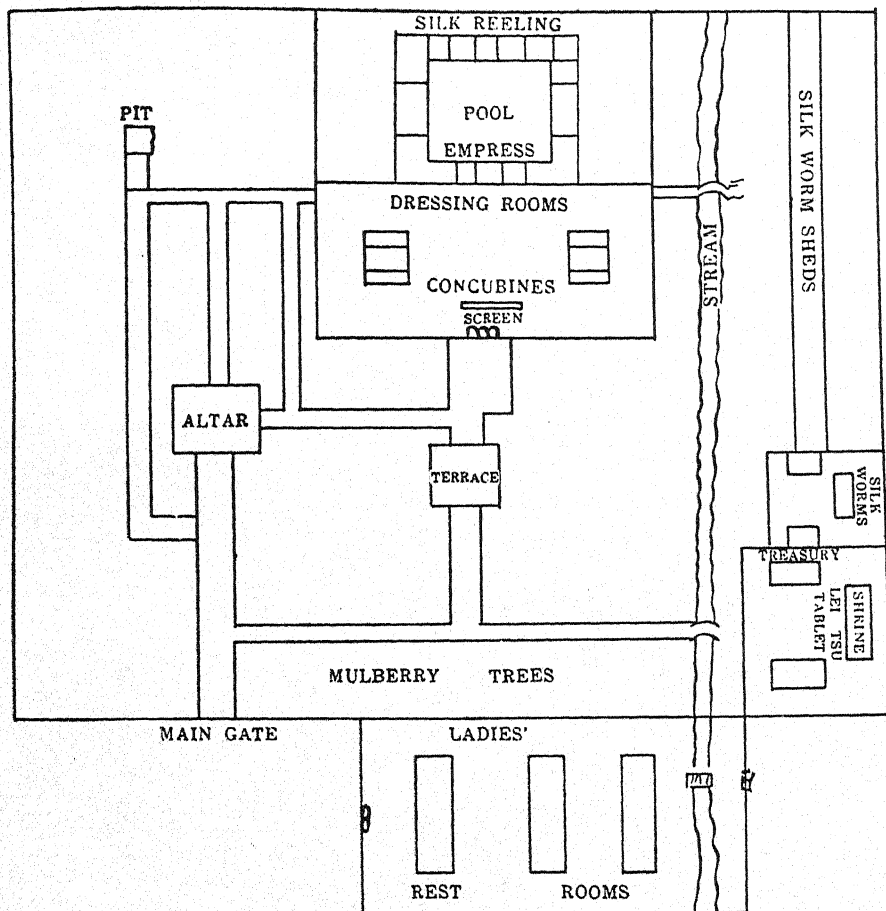 SILK REELING
PIT
POOL
EMPRESS
DRESSING ROOMS
CONCUBINES
SCREEN
STREAM
SILK WORM SHEDS
ALTAR
TERRACE
SILK
WORMS
TREASURY
SHRINE
LEI TSU
TABLET
MULBERRY TREES
MAIN GATE
LADIES'
REST ROOMS